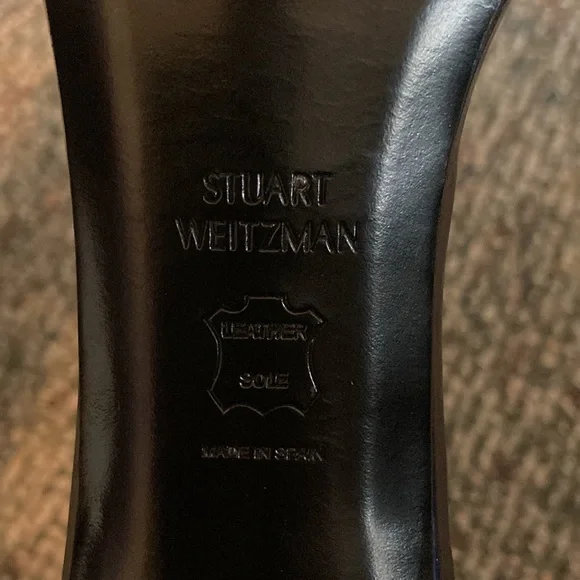 STUART
WEITZMAN
LEATHER
SOLE
MADE IN SPAIN